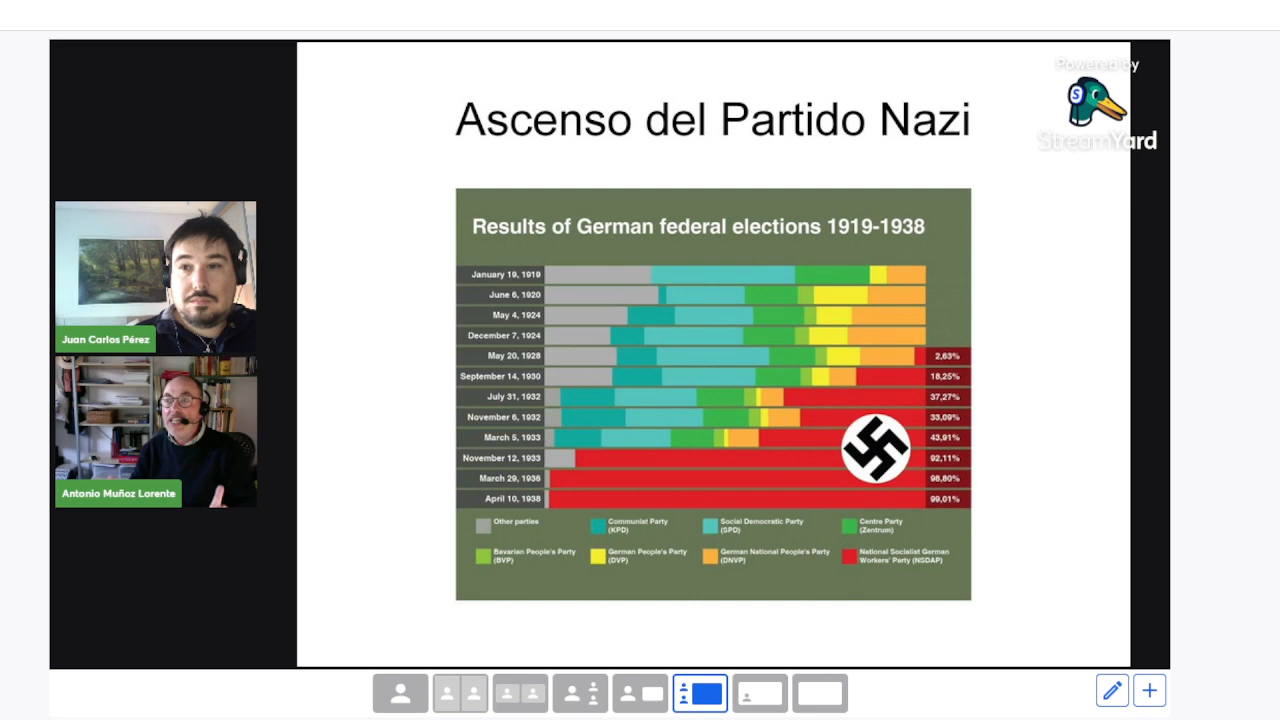 Ascenso del Partido Nazi
Powered by
S
StreamYard
Juan Carlos Pérez
Antonio Muñoz Lorente
Results of German federal elections 1919-1938
January 19, 1919
June 6, 1920
May 4, 1924
December 7, 1924
May 20, 1928 2,63%
September 14, 1930 18,25%
July 31, 1932 37,27%
November 6, 1932 33,09%
March 5, 1933 43,91%
November 12, 1933 92,11%
March 29, 1936 98,80%
April 10, 1938 99,01%
Other parties
Communist Party
(KPD)
Social Democratic Party
(SPD)
Centre Party
(Zentrum)
Bavarian People's Party
(BVP)
German People's Party
(DVP)
German National People's Party
(DNVP)
National Socialist German
Workers' Party (NSDAP)